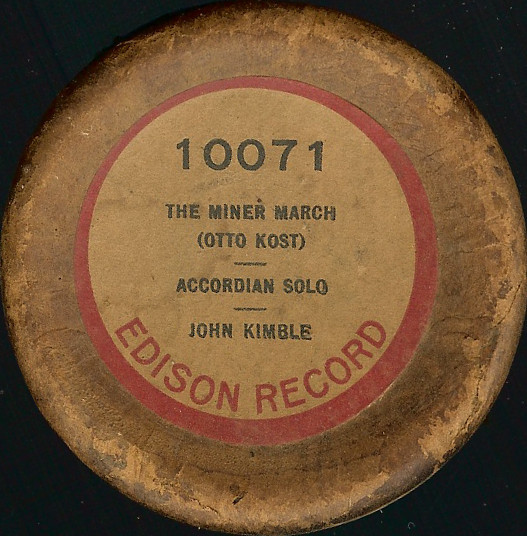 10071
THE MINER MARCH
(OTTO KOST)
ACCORDIAN SOLO
JOHN KIMBLE
EDISON RECORD